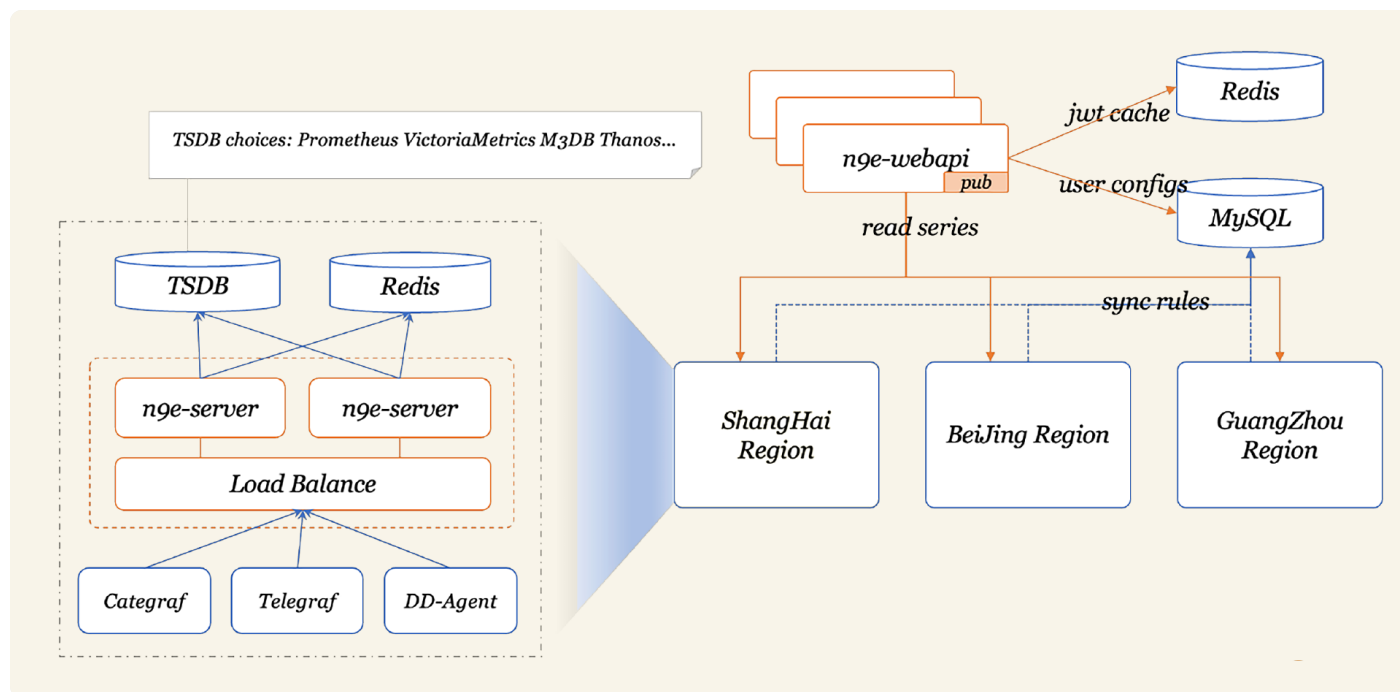 TSDB choices: Prometheus VictoriaMetrics M3DB Thanos...
TSDB
Redis
n9e-server
n9e-server
Load Balance
Categraf
Telegraf
DD-Agent
n9e-webapi
pub
jwt cache
Redis
user configs
MySQL
read series
sync rules
ShangHai
Region
BeiJing Region
GuangZhou
Region